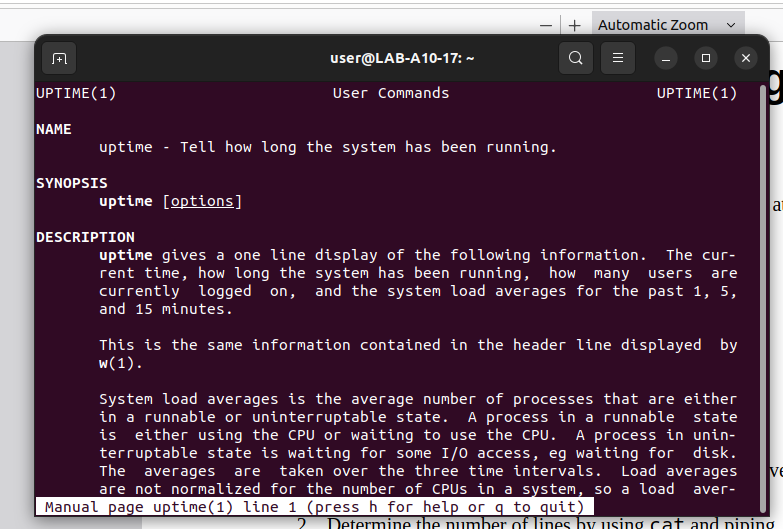 Automatic Zoom
user@LAB-A10-17: ~
UPTIME(1) User Commands UPTIME(1)
NAME
uptime - Tell how long the system has been running.
SYNOPSIS
uptime [options]
DESCRIPTION
uptime gives a one line display of the following information. The cur-
rent time, how long the system has been running, how many users are
currently logged on, and the system load averages for the past 1, 5,
and 15 minutes.
This is the same information contained in the header line displayed by
w(1).
System load averages is the average number of processes that are either
in a runnable or uninterruptable state. A process in a runnable state
is either using the CPU or waiting to use the CPU. A process in unin-
terruptable state is waiting for some I/O access, eg waiting for disk.
The averages are taken over the three time intervals. Load averages
are not normalized for the number of CPUs in a system, so a load aver-
Manual page uptime(1) line 1 (press h for help or q to quit)
2. Determine the number of lines by using cat and piping